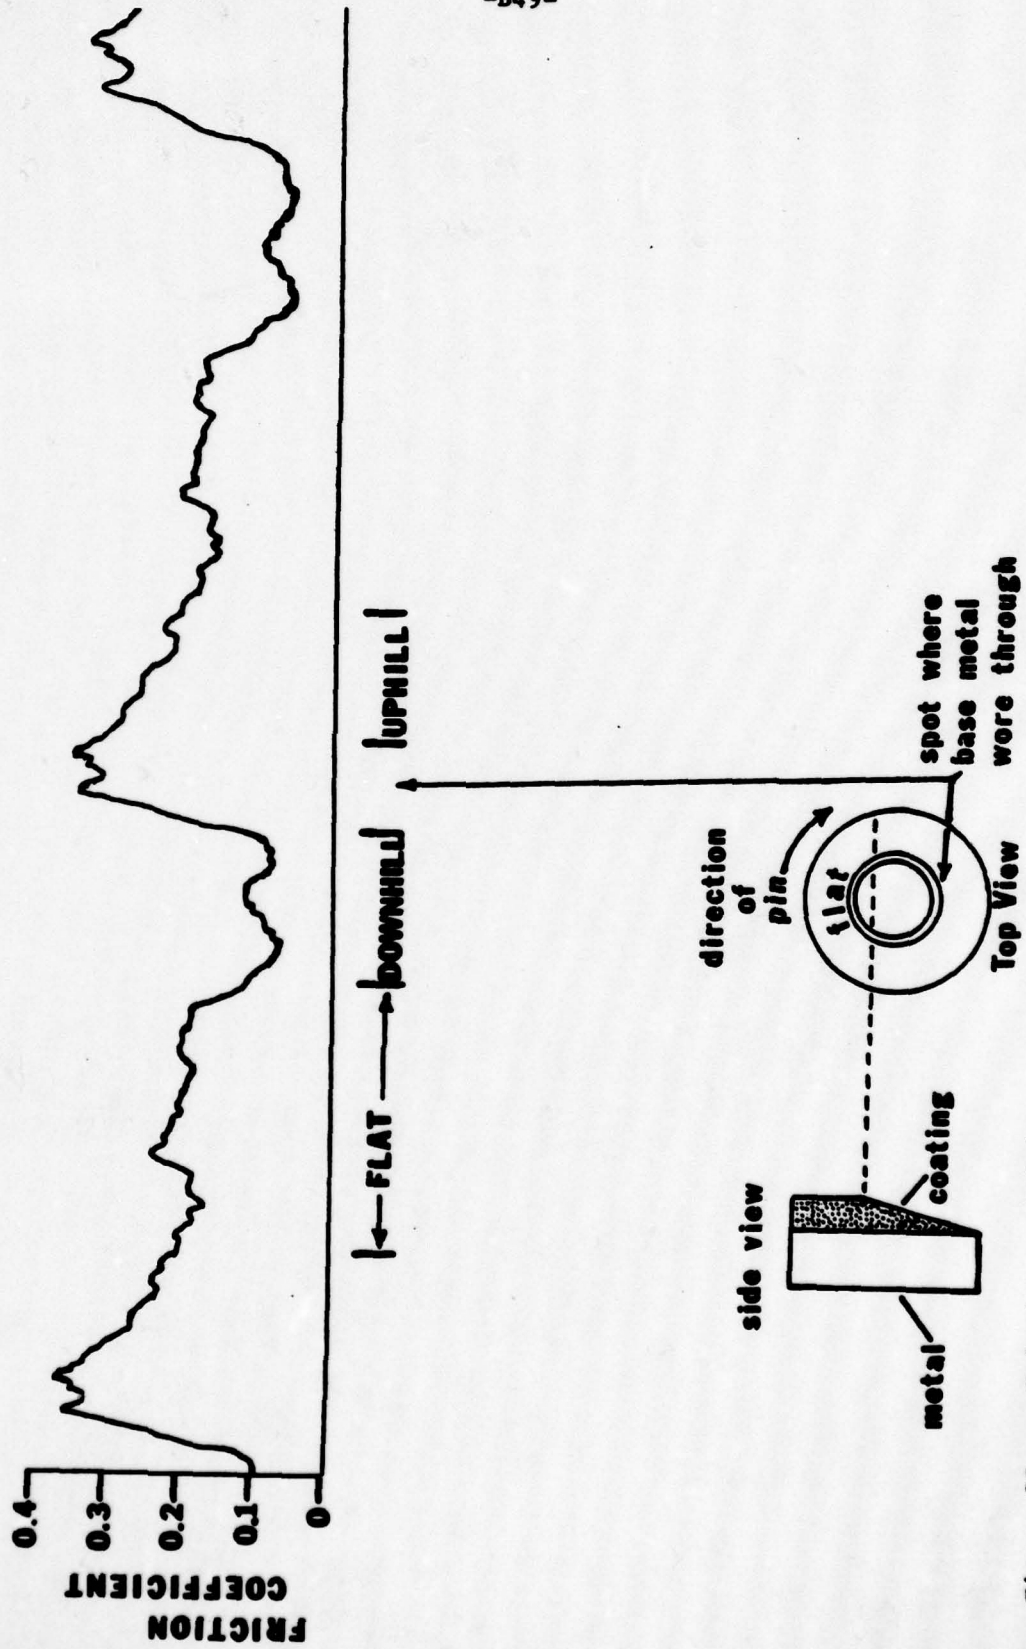 FRICTION
COEFFICIENT
0.4
0.3
0.2
0.1
0
FLAT
DOWNHILL
UPHILL
side view
metal
coating
direction
of
pin
flat
Top View
spot where
base metal
wore through